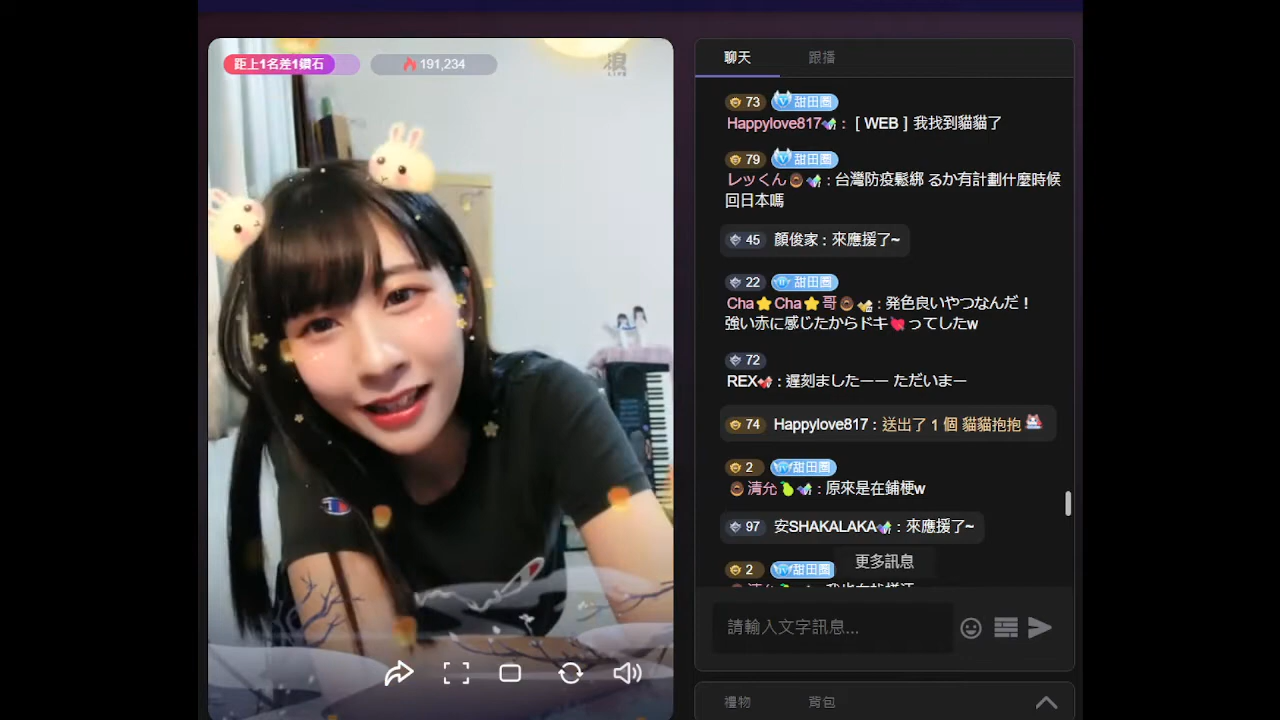 距上1名差1鑽石
191,234
浪
LIVE
聊天
跟播
73 甜田圈
Happylove817: [ WEB ] 我找到貓貓了
79 甜田圈
レッくん: 台灣防疫鬆綁 るか有計劃什麼時候
回日本嗎
45 顏俊家 : 來應援了~
22 甜田圈
Cha Cha 哥 : 発色良いやつなんだ！
強い赤に感じたからドキ ってしたw
72
REX : 遅刻ましたーー ただいまー
74 Happylove817 : 送出了 1 個 貓貓抱抱
2 甜田圈
清允 : 原來是在鋪梗w
97 安SHAKALAKA : 來應援了~
2 甜田圈
更多訊息
請輸入文字訊息...
禮物
背包